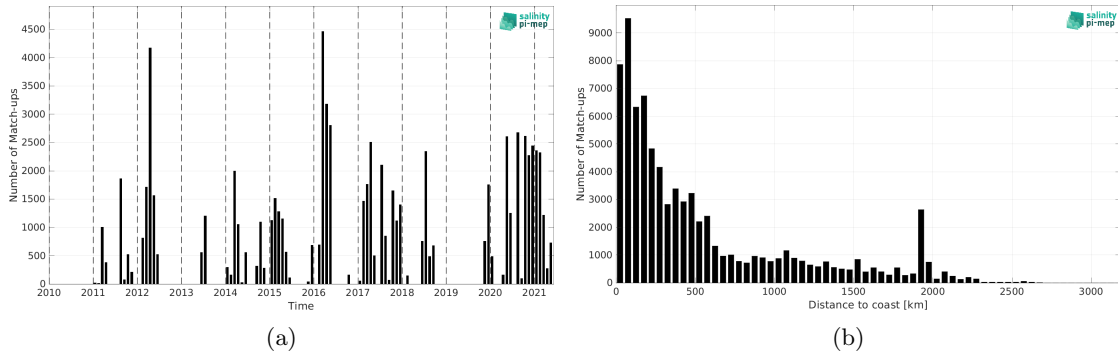 salinity
pi-mep
Number of Match-ups
4500
4000
3500
3000
2500
2000
1500
1000
500
0
2010 2011 2012 2013 2014 2015 2016 2017 2018 2019 2020 2021
Time
(a)
salinity
pi-mep
Number of Match-ups
9000
8000
7000
6000
5000
4000
3000
2000
1000
0
0 500 1000 1500 2000 2500 3000
Distance to coast [km]
(b)